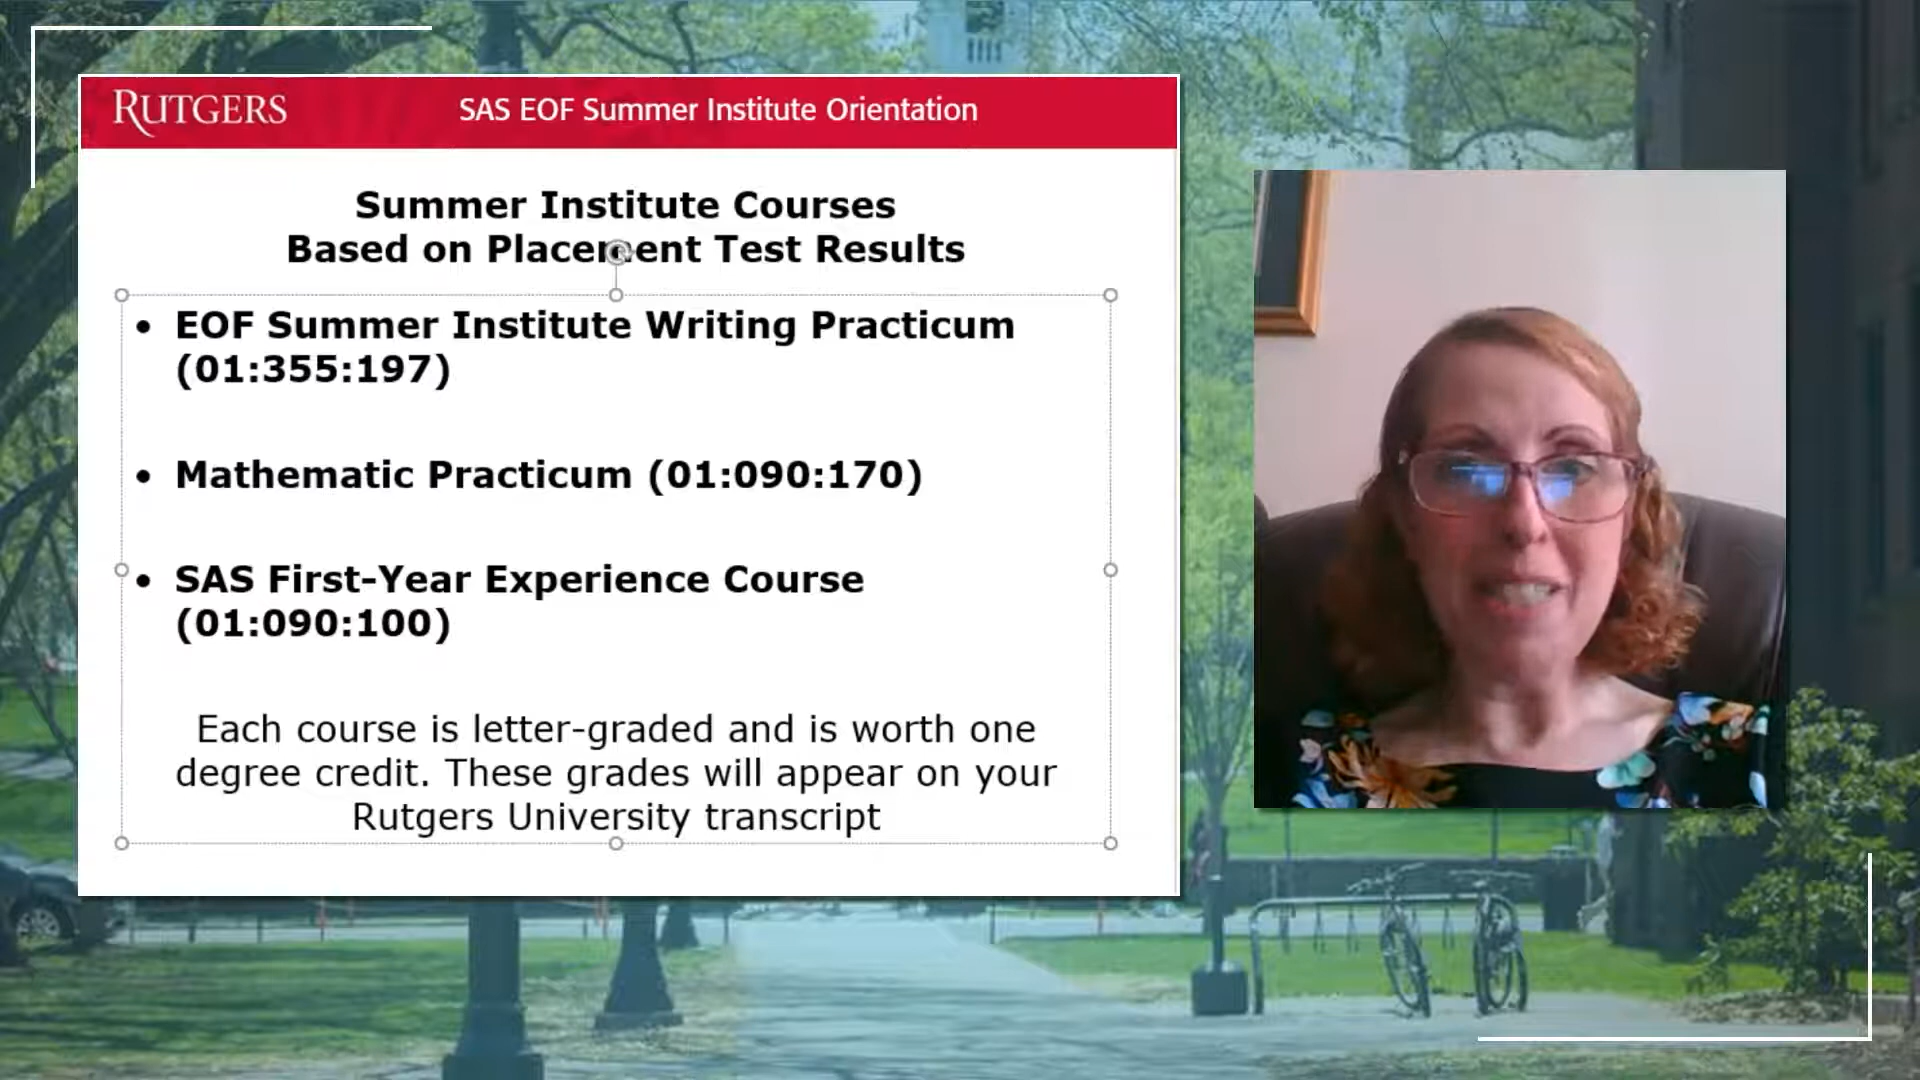 RUTGERS
SAS EOF Summer Institute Orientation
Summer Institute Courses
Based on Placement Test Results
• EOF Summer Institute Writing Practicum
(01:355:197)
• Mathematic Practicum (01:090:170)
• SAS First-Year Experience Course
(01:090:100)
Each course is letter-graded and is worth one
degree credit. These grades will appear on your
Rutgers University transcript